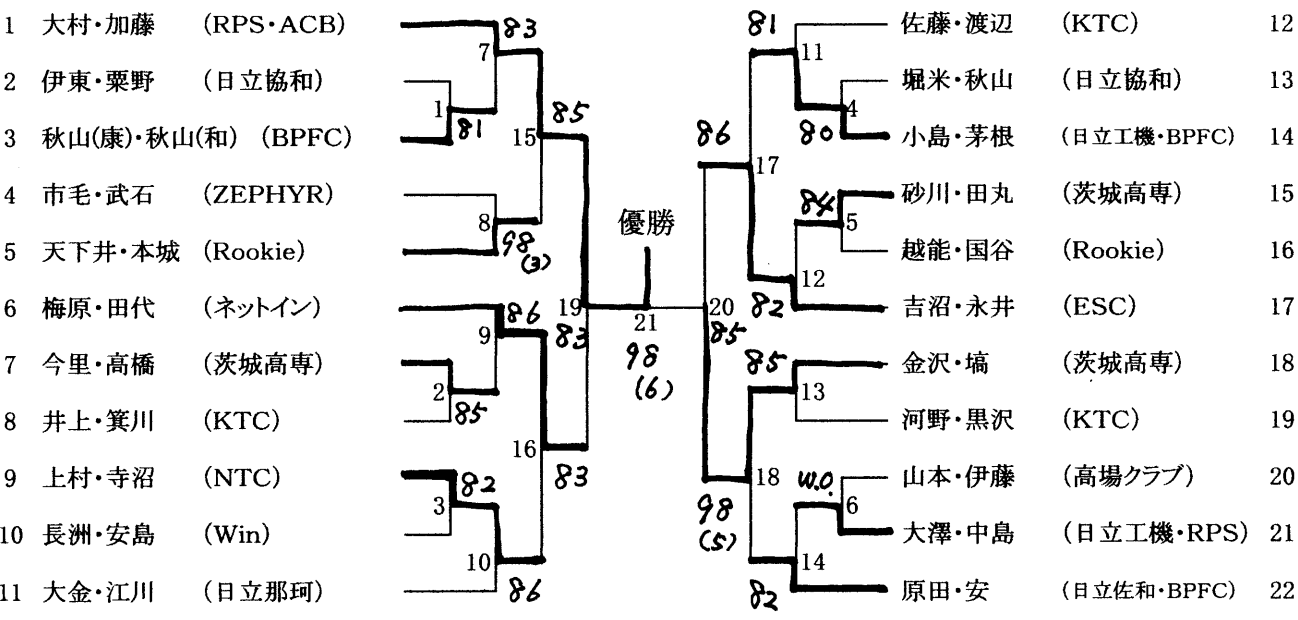 1 大村・加藤 (RPS・ACB)
2 伊東・粟野 (日立協和)
3 秋山(康)・秋山(和) (BPFC)
4 市毛・武石 (ZEPHYR)
5 天下井・本城 (Rookie)
6 梅原・田代 (ネットイン)
7 今里・高橋 (茨城高専)
8 井上・箕川 (KTC)
9 上村・寺沼 (NTC)
10 長洲・安島 (Win)
11 大金・江川 (日立那珂)
7 83
1 81
15 85
8 98
(3)
9 86
2 85
16 83
3 82
10 86
19 83
優勝
21
98
(6)
20
85
81 11
4
80
86 17
84 5
12
82
85 13
18
98
(5)
W.O. 6
14
82
佐藤・渡辺 (KTC) 12
堀米・秋山 (日立協和) 13
小島・茅根 (日立工機・BPFC) 14
砂川・田丸 (茨城高専) 15
越能・国谷 (Rookie) 16
吉沼・永井 (ESC) 17
金沢・塙 (茨城高専) 18
河野・黒沢 (KTC) 19
山本・伊藤 (高場クラブ) 20
大澤・中島 (日立工機・RPS) 21
原田・安 (日立佐和・BPFC) 22